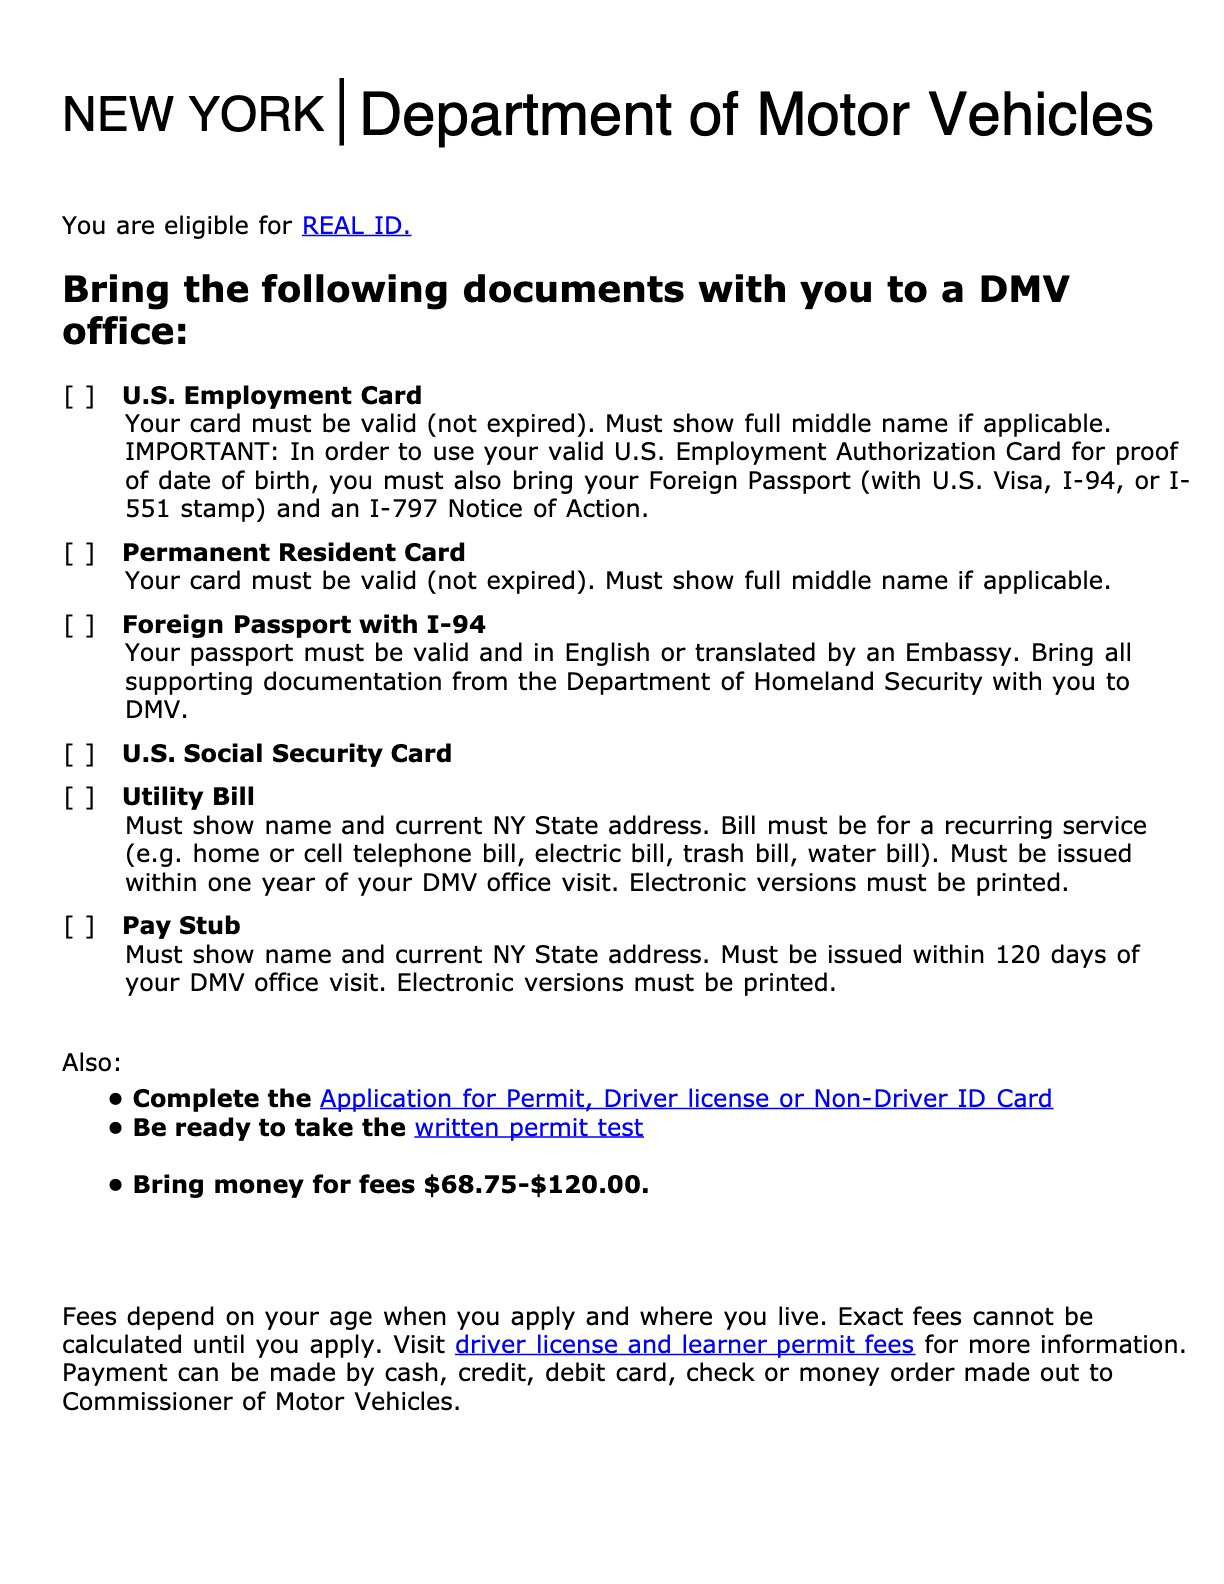 NEW YORK | Department of Motor Vehicles
You are eligible for REAL ID.
Bring the following documents with you to a DMV
office:
[ ] U.S. Employment Card
Your card must be valid (not expired). Must show full middle name if applicable.
IMPORTANT: In order to use your valid U.S. Employment Authorization Card for proof
of date of birth, you must also bring your Foreign Passport (with U.S. Visa, I-94, or I-
551 stamp) and an I-797 Notice of Action.
[ ] Permanent Resident Card
Your card must be valid (not expired). Must show full middle name if applicable.
[ ] Foreign Passport with I-94
Your passport must be valid and in English or translated by an Embassy. Bring all
supporting documentation from the Department of Homeland Security with you to
DMV.
[ ] U.S. Social Security Card
[ ] Utility Bill
Must show name and current NY State address. Bill must be for a recurring service
(e.g. home or cell telephone bill, electric bill, trash bill, water bill). Must be issued
within one year of your DMV office visit. Electronic versions must be printed.
[ ] Pay Stub
Must show name and current NY State address. Must be issued within 120 days of
your DMV office visit. Electronic versions must be printed.
Also:
• Complete the Application for Permit, Driver license or Non-Driver ID Card
• Be ready to take the written permit test
• Bring money for fees $68.75-$120.00.
Fees depend on your age when you apply and where you live. Exact fees cannot be
calculated until you apply. Visit driver license and learner permit fees for more information.
Payment can be made by cash, credit, debit card, check or money order made out to
Commissioner of Motor Vehicles.